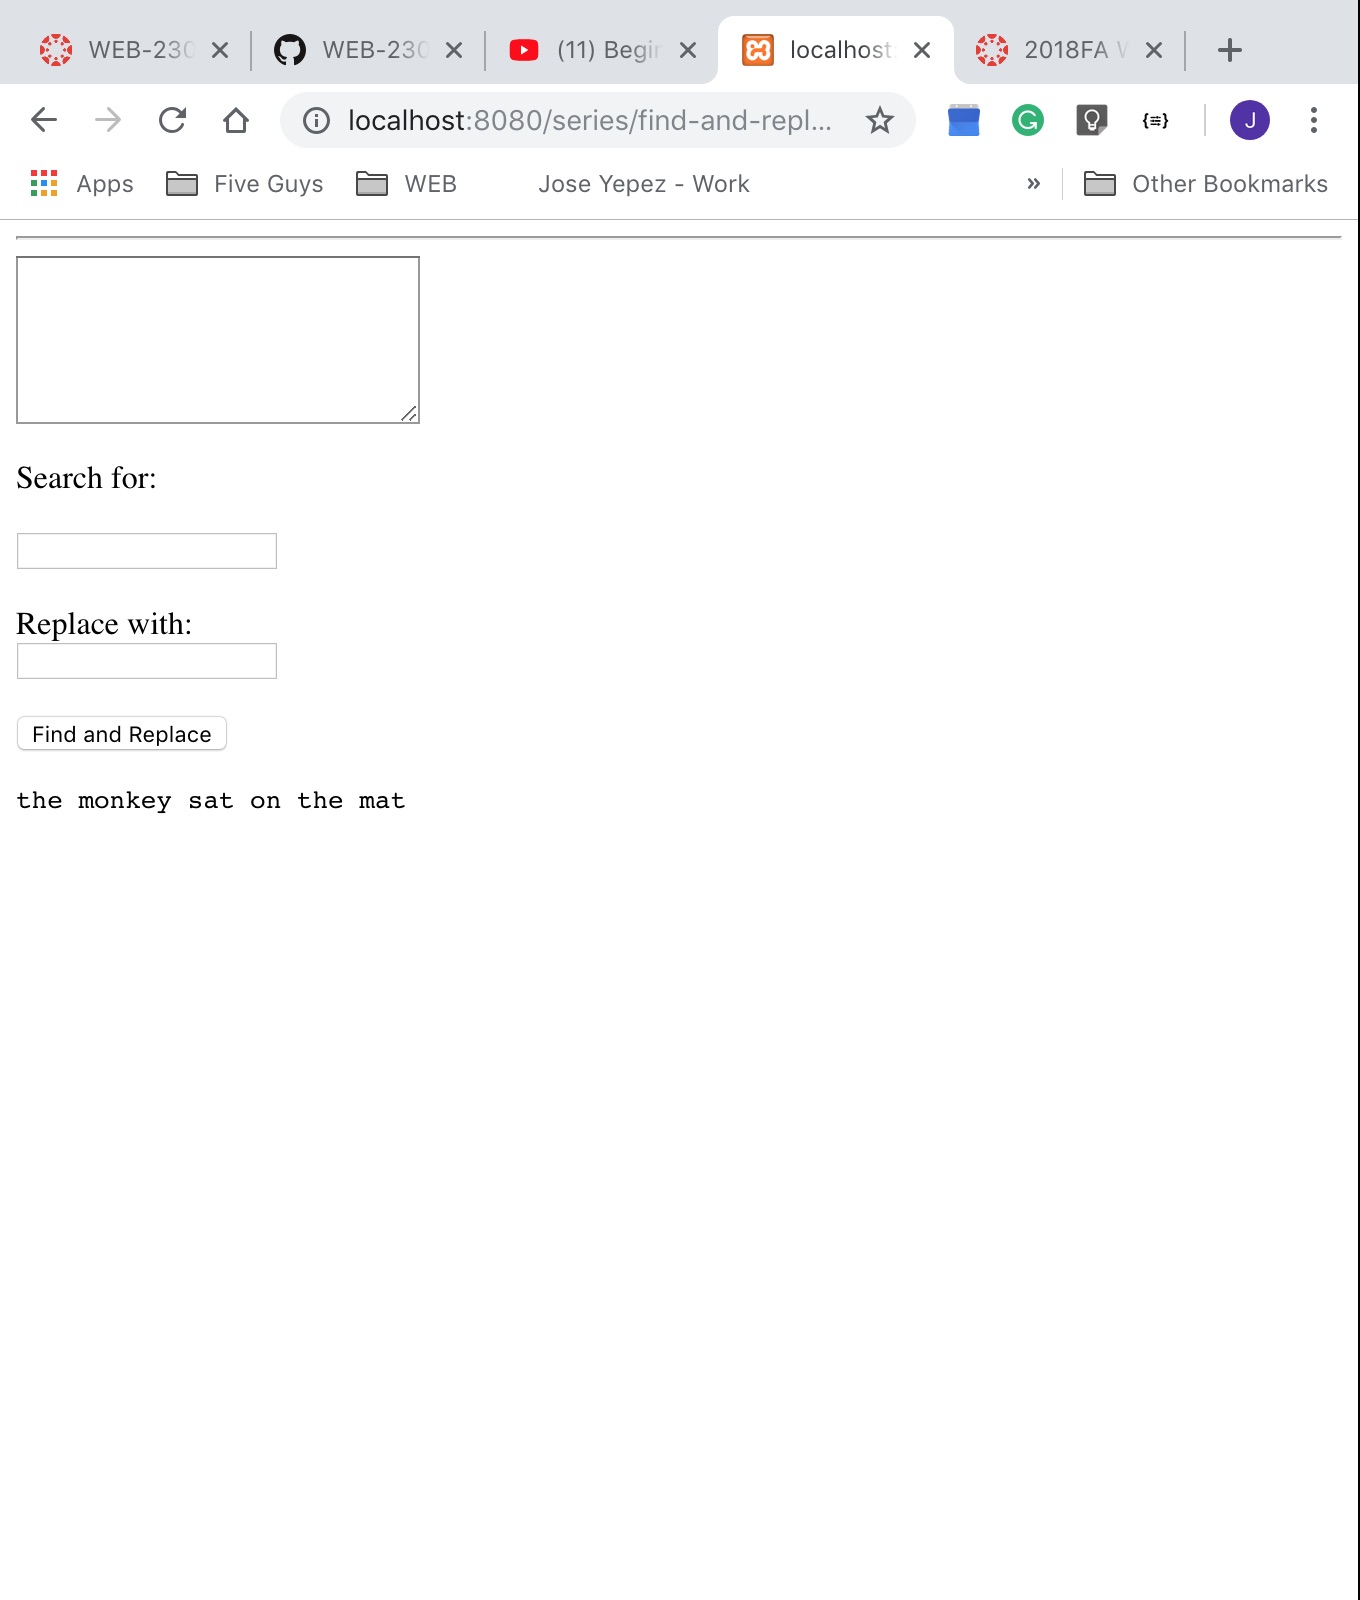 WEB-230 WEB-230 (11) Begin localhost: 2018FA W
localhost:8080/series/find-and-repl... J
Apps Five Guys WEB Jose Yepez - Work » Other Bookmarks
Search for:
Replace with:
Find and Replace
the monkey sat on the mat